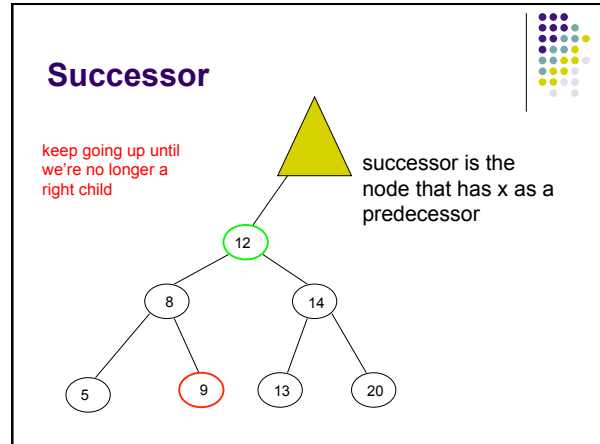 Successor
keep going up until
we're no longer a
right child
successor is the
node that has x as a
predecessor
12
8
14
5
9
13
20